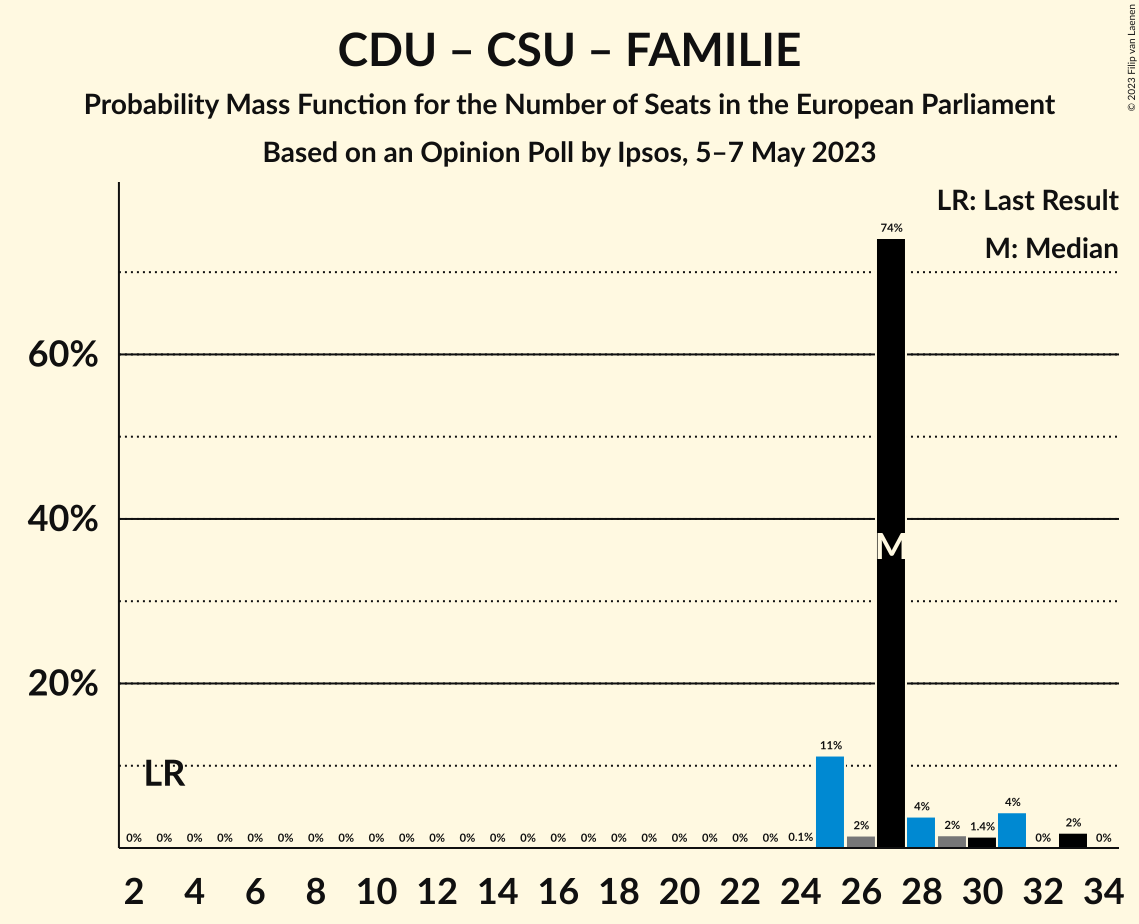 CDU – CSU – FAMILIE
Probability Mass Function for the Number of Seats in the European Parliament
Based on an Opinion Poll by Ipsos, 5–7 May 2023
© 2023 Filip van Laenen
LR: Last Result
M: Median
74%
60%
40%
M
20%
LR
11%
0% 0% 0% 0% 0% 0% 0% 0% 0% 0% 0% 0% 0% 0% 0% 0% 0% 0% 0% 0% 0% 0% 0.1% 2% 4% 2% 1.4% 4% 0% 2% 0%
2 4 6 8 10 12 14 16 18 20 22 24 26 28 30 32 34